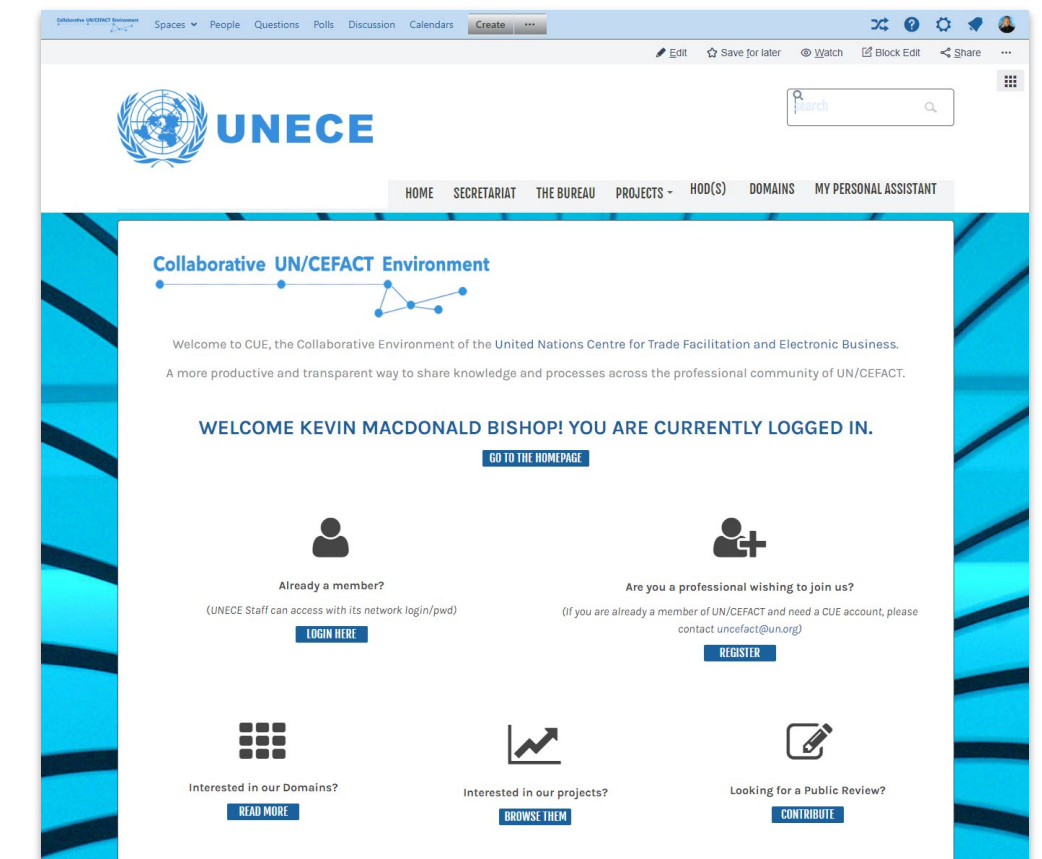 Collaborative UN/CEFACT Environment Spaces People Questions Polls Discussion Calendars Create ...
Edit Save for later Watch Block Edit Share ...
UNECE
Search
HOME SECRETARIAT THE BUREAU PROJECTS HOD(S) DOMAINS MY PERSONAL ASSISTANT
Collaborative UN/CEFACT Environment
Welcome to CUE, the Collaborative Environment of the United Nations Centre for Trade Facilitation and Electronic Business.
A more productive and transparent way to share knowledge and processes across the professional community of UN/CEFACT.
WELCOME KEVIN MACDONALD BISHOP! YOU ARE CURRENTLY LOGGED IN.
GO TO THE HOMEPAGE
Already a member?
(UNECE Staff can access with its network login/pwd)
LOGIN HERE
Are you a professional wishing to join us?
(If you are already a member of UN/CEFACT and need a CUE account, please
contact uncefact@un.org)
REGISTER
Interested in our Domains?
READ MORE
Interested in our projects?
BROWSE THEM
Looking for a Public Review?
CONTRIBUTE